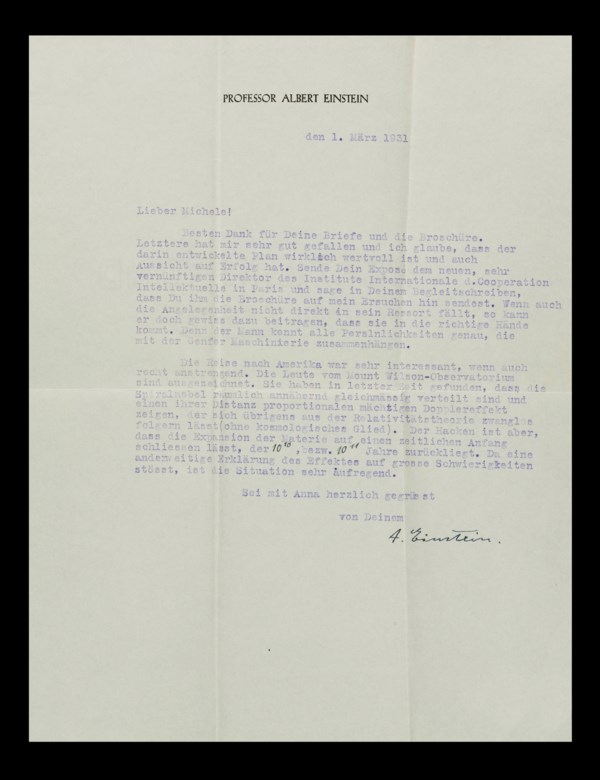 PROFESSOR ALBERT EINSTEIN
den 1. März 1931
Lieber Michele!
Besten Dank für Deine Briefe und die Broschüre.
Letztere hat mir sehr gut gefallen und ich glaube, dass der
darin entwickelte Plan wirklich wertvoll ist und auch
Aussicht auf Erfolg hat. Sende Dein Exposé dem neuen, sehr
vernünftigen Direktor des Institute Internationale d.Cooperation
Intellektuelle in Paris und sage in Deinem Begleitschreiben,
dass Du ihm die Broschüre auf mein Ersuchen hin sendest. Wenn auch
die Angelegenheit nicht direkt in sein Ressort fällt, so kann
er doch gewiss dazu beitragen, dass sie in die richtige Hände
kommt. Denn der Mann kennt alle Persönlichkeiten genau, die
mit der Genfer Maschinerie zusammenhängen.
Die Reise nach Amerika war sehr interessant, wenn auch
recht anstrengend. Die Leute vom Mount Wilson-Observatorium
sind ausgezeichnet. Sie haben in letzter Zeit gefunden, dass die
Spiralnebel räumlich annähernd gleichmässig verteilt sind und
einen ihrer Distanz proportionalen mächtigen Dopplereffekt
zeigen, der sich übrigens aus der Relativitätstheorie zwanglos
folgern lässt(ohne kosmologisches Glied). Der Hacken ist aber,
dass die Expansion der Materie auf einen zeitlichen Anfang
schliessen lässt, der 10¹⁰ ,bezw. 10¹¹ Jahre zurückliegt. Da eine
anderweitige Erklärung des Effektes auf grosse Schwierigkeiten
stösst, ist die Situation sehr aufregend.
Sei mit Anna herzlich gegrüsst
von Deinem
A. Einstein.